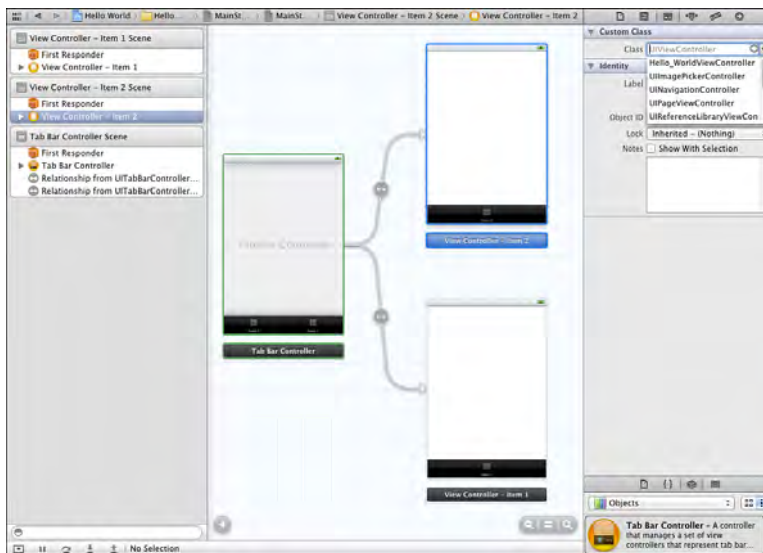 Hello World
Hello...
MainSt...
MainSt...
View Controller – Item 2 Scene
View Controller – Item 2
View Controller – Item 1 Scene
First Responder
View Controller – Item 1
View Controller – Item 2 Scene
First Responder
View Controller – Item 2
Tab Bar Controller Scene
First Responder
Tab Bar Controller
Relationship from UITabBarController...
Relationship from UITabBarController...
View Controller – Item 2
Tab Bar Controller
View Controller – Item 1
No Selection
Custom Class
Class UIViewController
Hello_WorldViewController
UIImagePickerController
UINavigationController
UIPageViewController
UIReferenceLibraryViewCon
Identity
Label
Object ID
Lock Inherited – (Nothing)
Notes Show With Selection
Objects
Tab Bar Controller – A controller
that manages a set of view
controllers that represent tab bar...